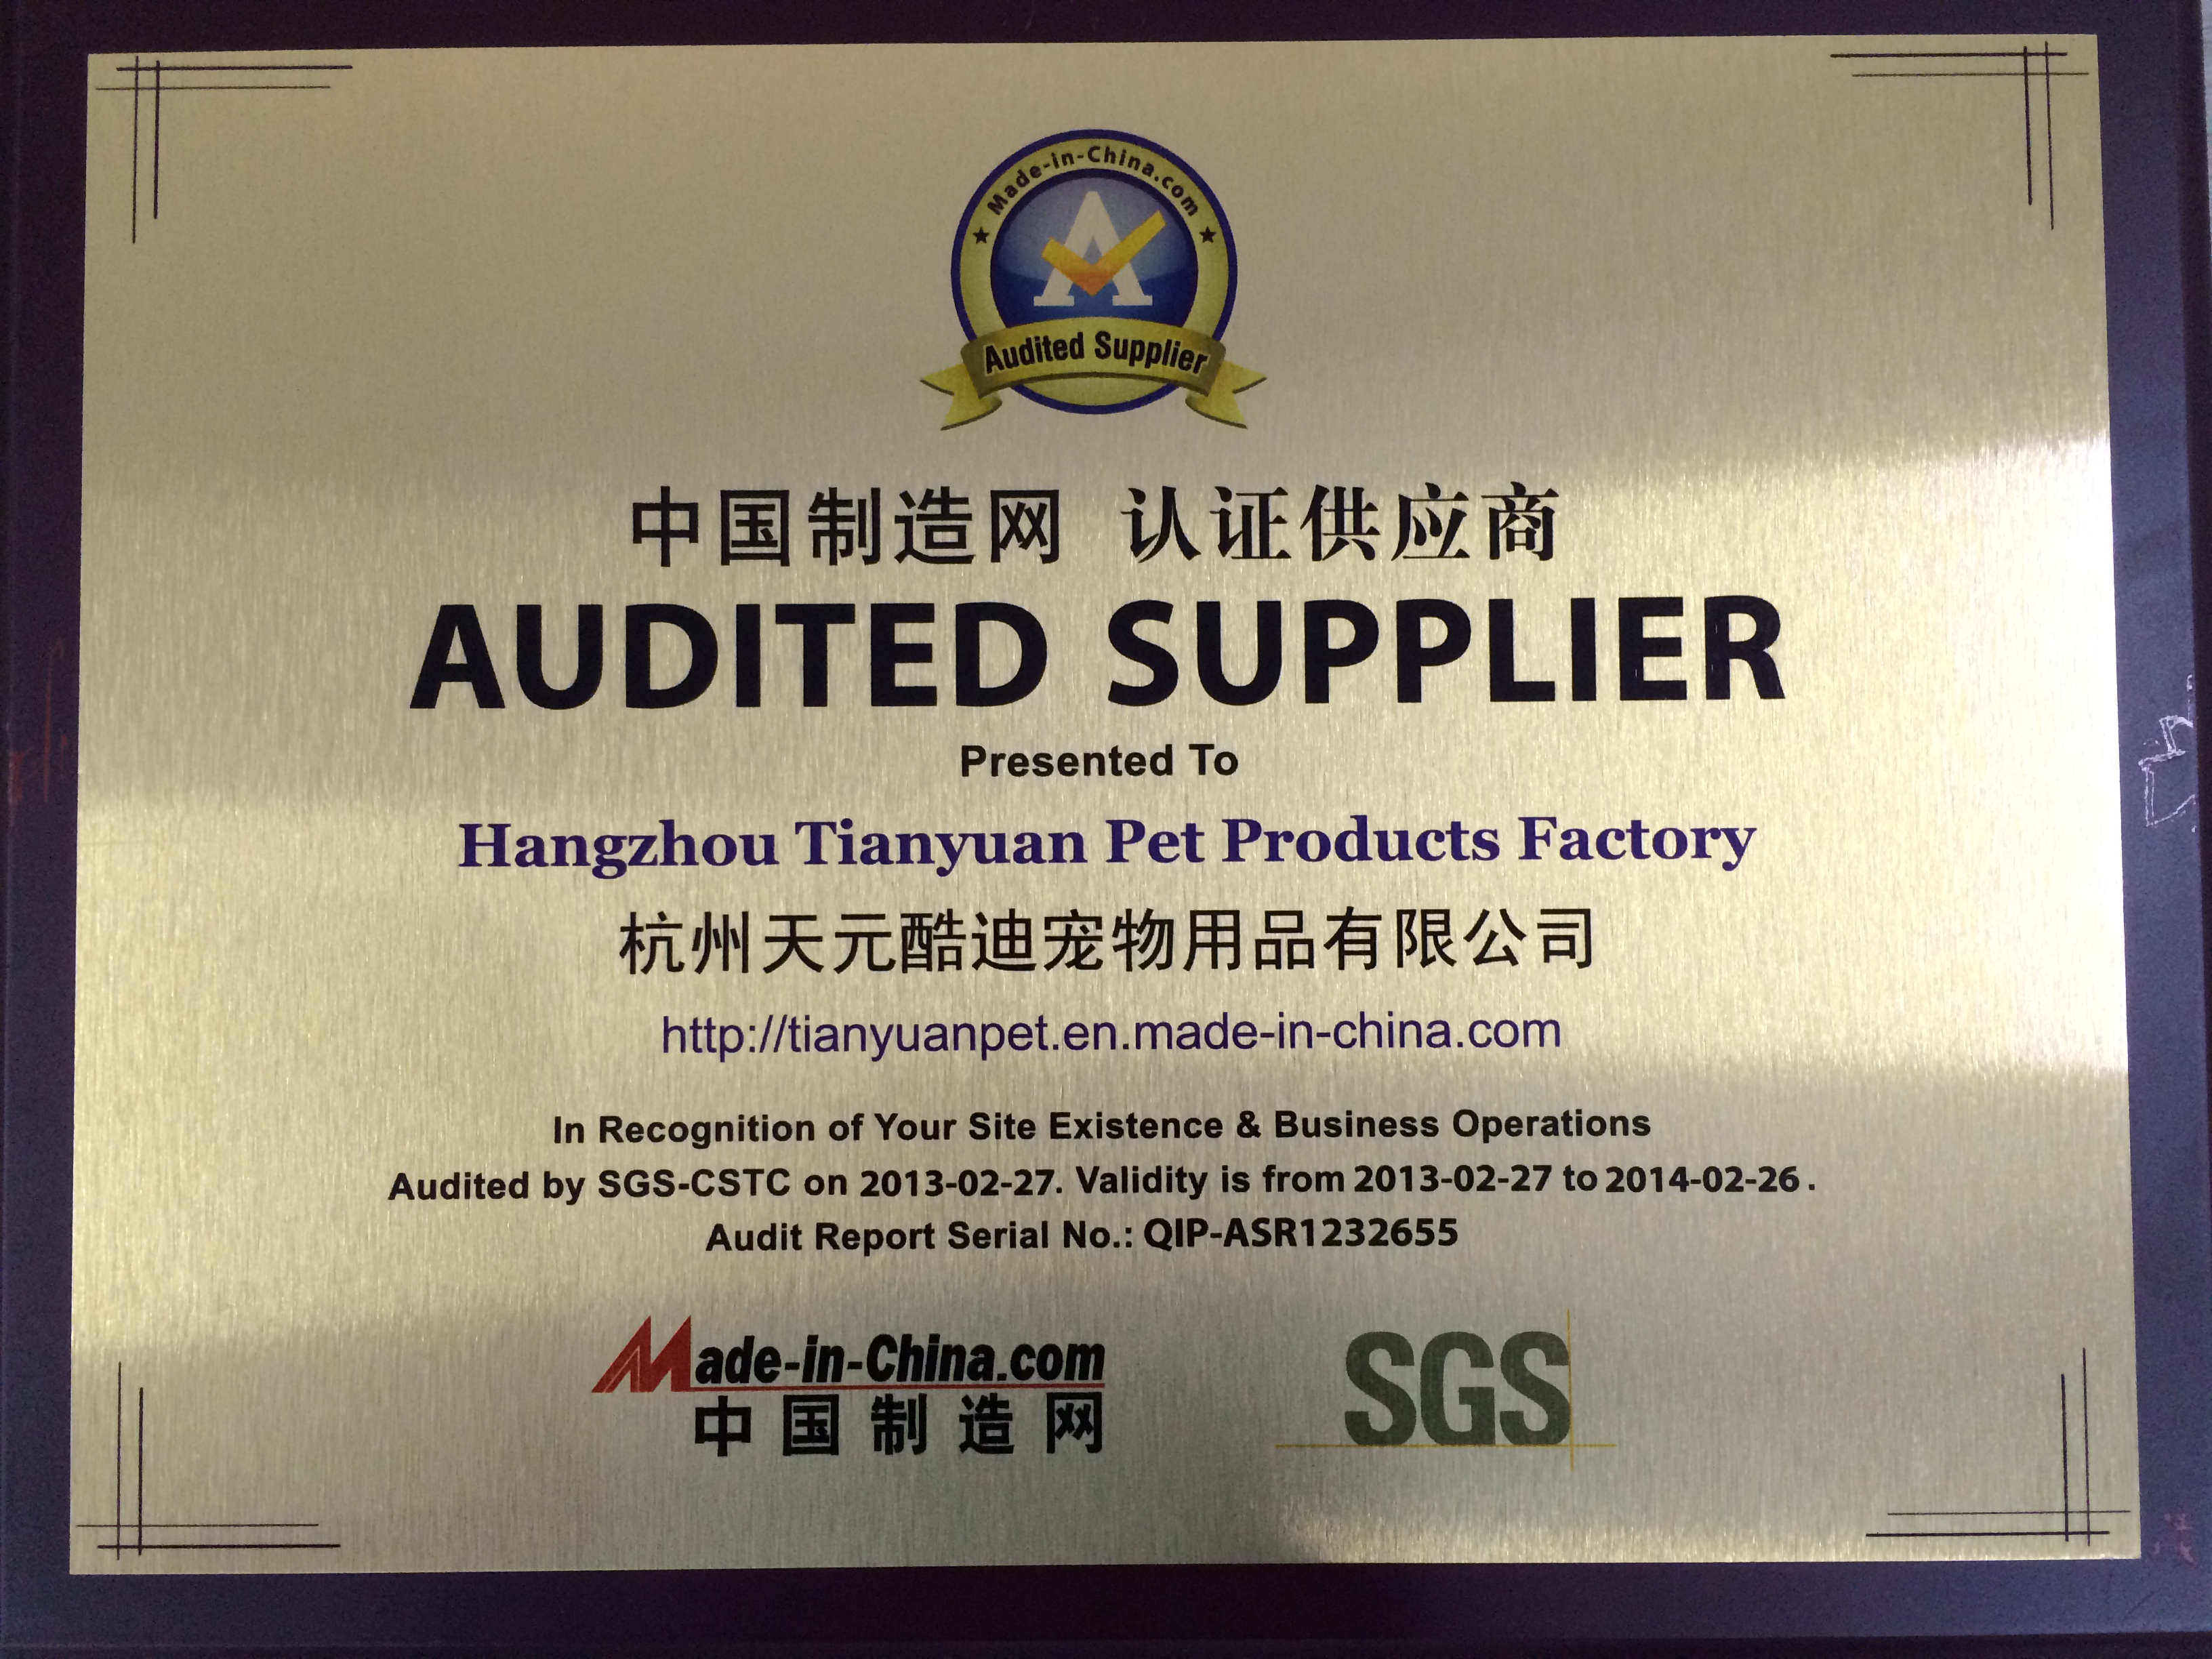 Made-in-China.com
A
Audited Supplier
中国制造网 认证供应商
AUDITED SUPPLIER
Presented To
Hangzhou Tianyuan Pet Products Factory
杭州天元酷迪宠物用品有限公司
http://tianyuanpet.en.made-in-china.com
In Recognition of Your Site Existence & Business Operations
Audited by SGS-CSTC on 2013-02-27. Validity is from 2013-02-27 to 2014-02-26.
Audit Report Serial No.: QIP-ASR1232655
Made-in-China.com
中国制造网
SGS